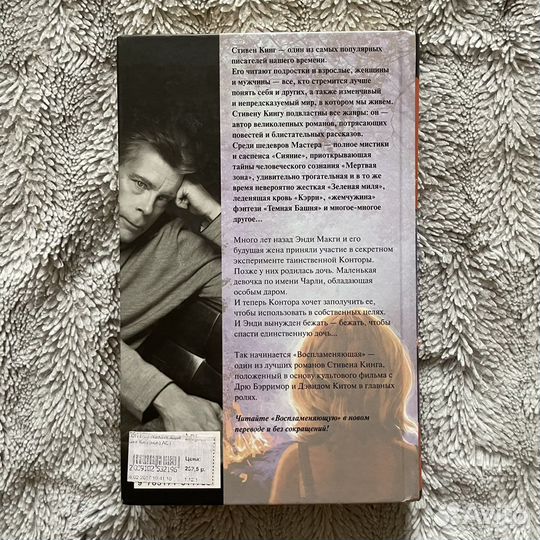 Стивен Кинг — один из самых популярных
писателей нашего времени.
Его читают подростки и взрослые, женщины
и мужчины — все, кто стремится лучше
понять себя и других, а также изменчивый
и непредсказуемый мир, в котором мы живем.
Стивену Кингу подвластны все жанры: он —
автор великолепных романов, потрясающих
повестей и блистательных рассказов.
Среди шедевров Мастера — полное мистики
и саспенса «Сияние», приоткрывающая
тайны человеческого сознания «Мертвая
зона», удивительно трогательная и в то же
время невероятно жесткая «Зеленая миля»,
леденящая кровь «Кэрри», «жемчужина»
фэнтези «Темная Башня» и многое-многое
другое...
Много лет назад Энди Макги и его
будущая жена приняли участие в секретном
эксперименте таинственной Конторы.
Позже у них родилась дочь. Маленькая
девочка по имени Чарли, обладающая
особым даром.
И теперь Контора хочет заполучить ее,
чтобы использовать в собственных целях.
И Энди вынужден бежать — бежать, чтобы
спасти единственную дочь...
Так начинается «Воспламеняющая» —
один из лучших романов Стивена Кинга,
положенный в основу культового фильма с
Дрю Бэрримор и Дэвидом Китом в главных
ролях.
Читайте «Воспламеняющую» в новом
переводе и без сокращений!
Цена:
2009102 532196
Avito